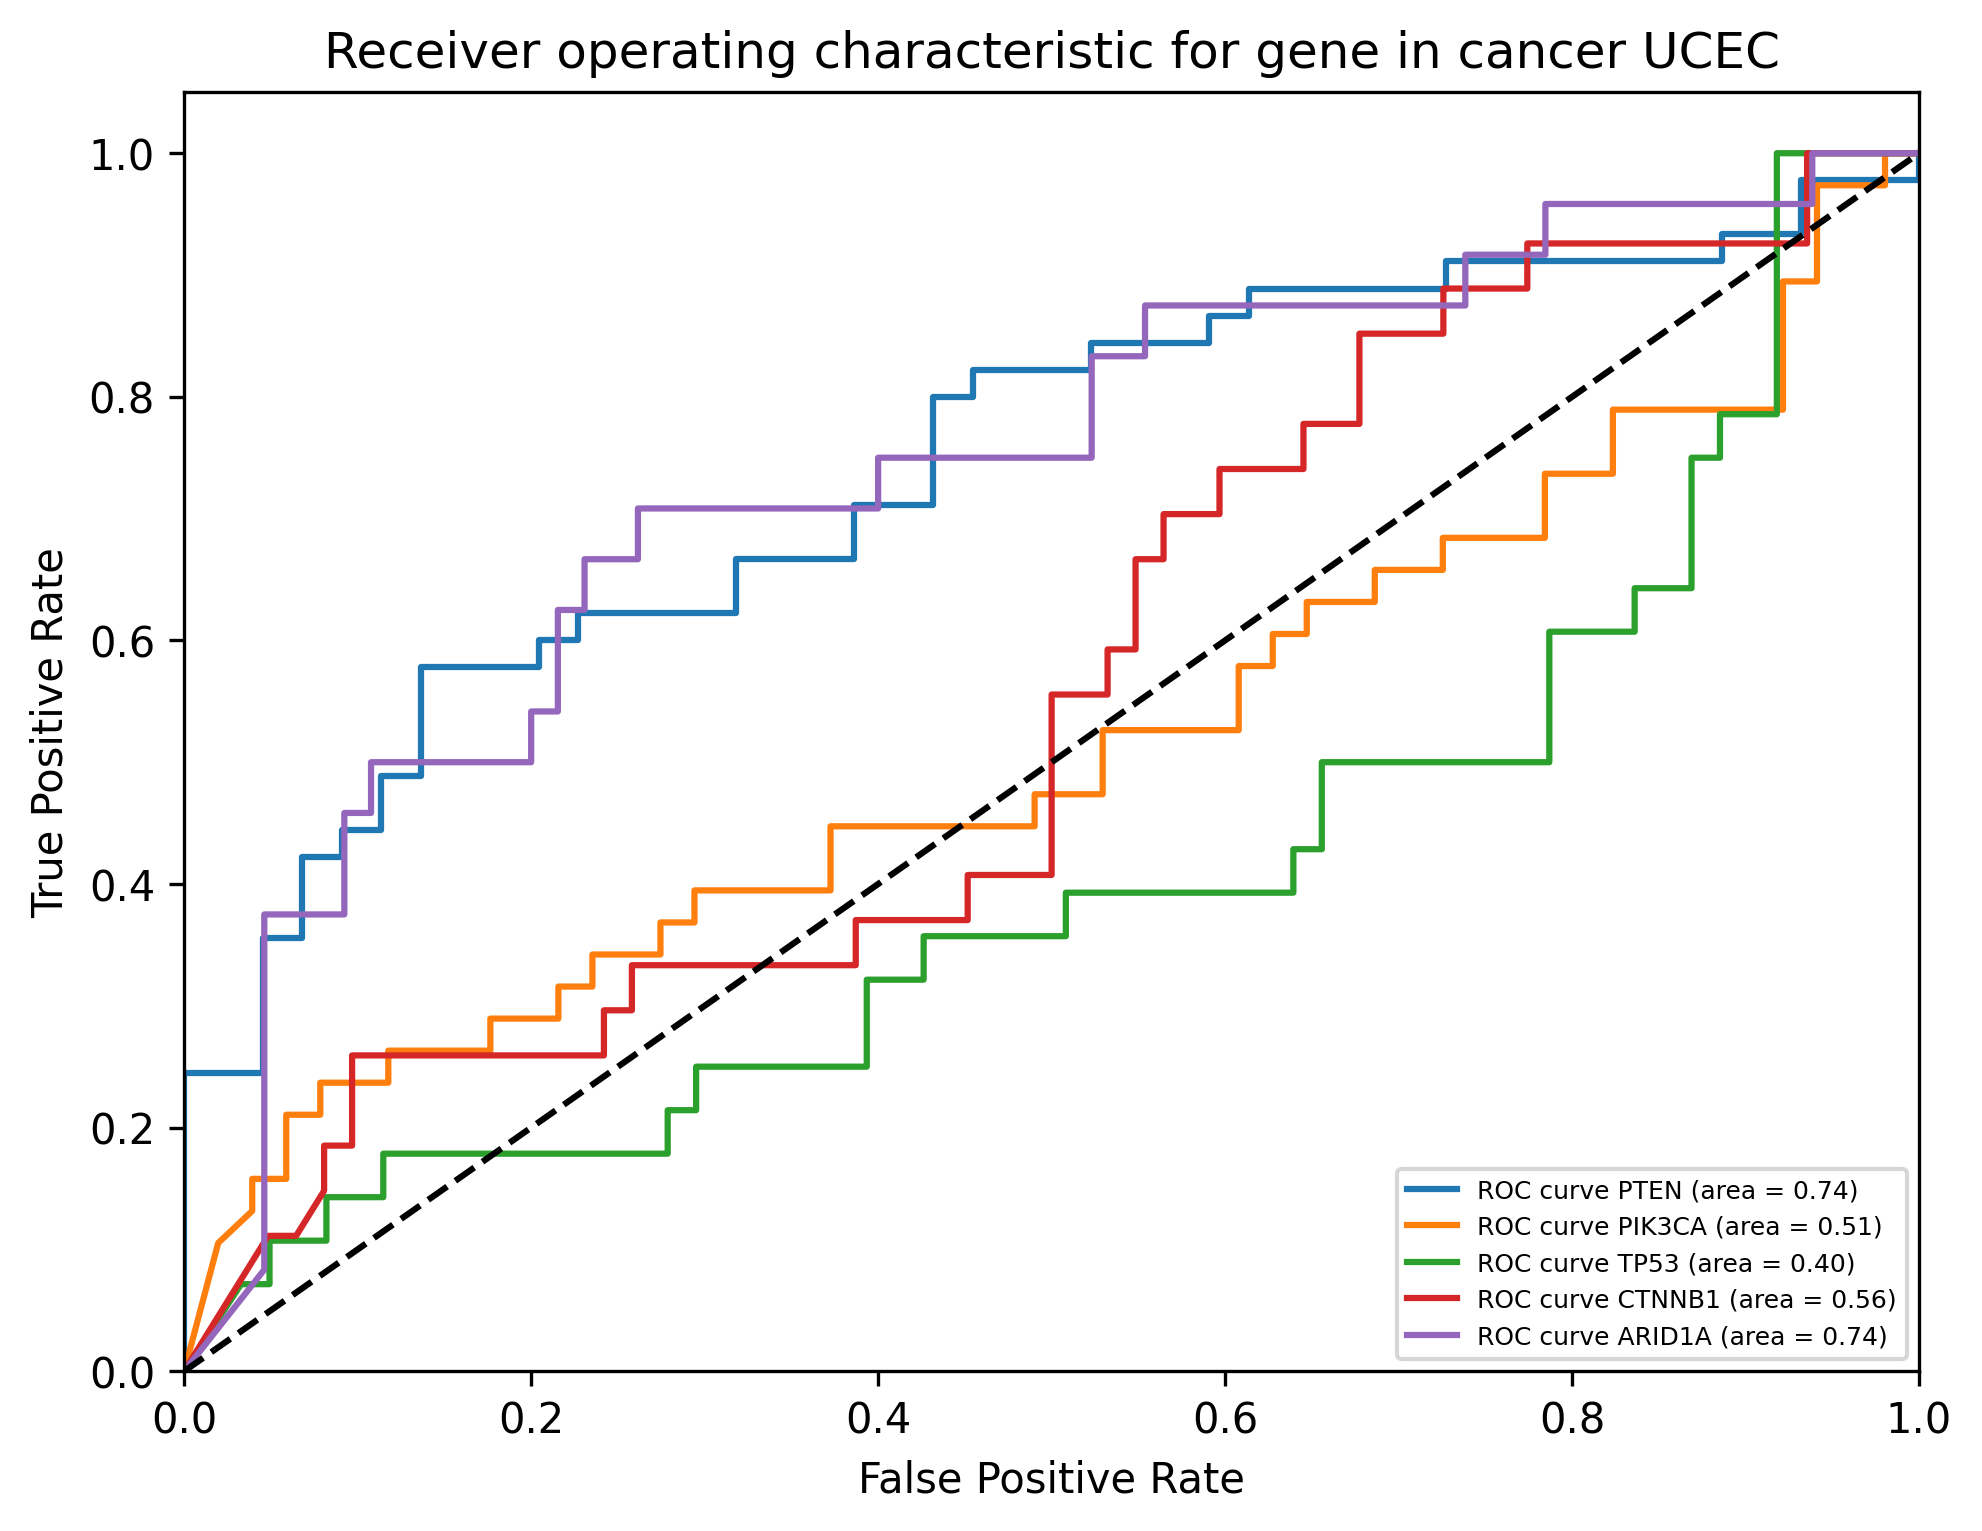 Receiver operating characteristic for gene in cancer UCEC
True Positive Rate
1.0
0.8
0.6
0.4
0.2
0.0
0.0 0.2 0.4 0.6 0.8 1.0
False Positive Rate
ROC curve PTEN (area = 0.74)
ROC curve PIK3CA (area = 0.51)
ROC curve TP53 (area = 0.40)
ROC curve CTNNB1 (area = 0.56)
ROC curve ARID1A (area = 0.74)